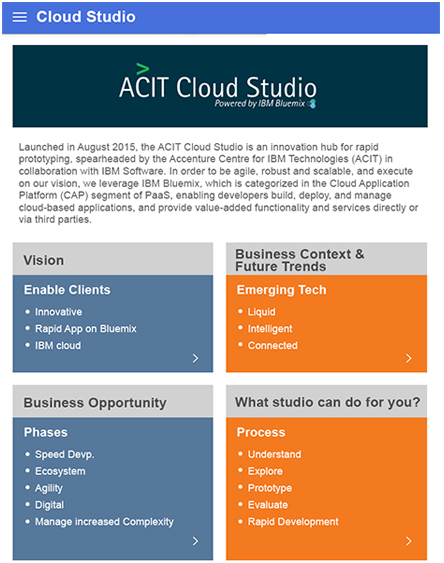 Cloud Studio
ACIT Cloud Studio
Powered by IBM Bluemix
Launched in August 2015, the ACIT Cloud Studio is an innovation hub for rapid
prototyping, spearheaded by the Accenture Centre for IBM Technologies (ACIT) in
collaboration with IBM Software. In order to be agile, robust and scalable, and execute
on our vision, we leverage IBM Bluemix, which is categorized in the Cloud Application
Platform (CAP) segment of PaaS, enabling developers build, deploy, and manage
cloud-based applications, and provide value-added functionality and services directly or
via third parties.
Vision
Enable Clients
• Innovative
• Rapid App on Bluemix
• IBM cloud
Business Context &
Future Trends
Emerging Tech
• Liquid
• Intelligent
• Connected
Business Opportunity
Phases
• Speed Devp.
• Ecosystem
• Agility
• Digital
• Manage increased Complexity
What studio can do for you?
Process
• Understand
• Explore
• Prototype
• Evaluate
• Rapid Development